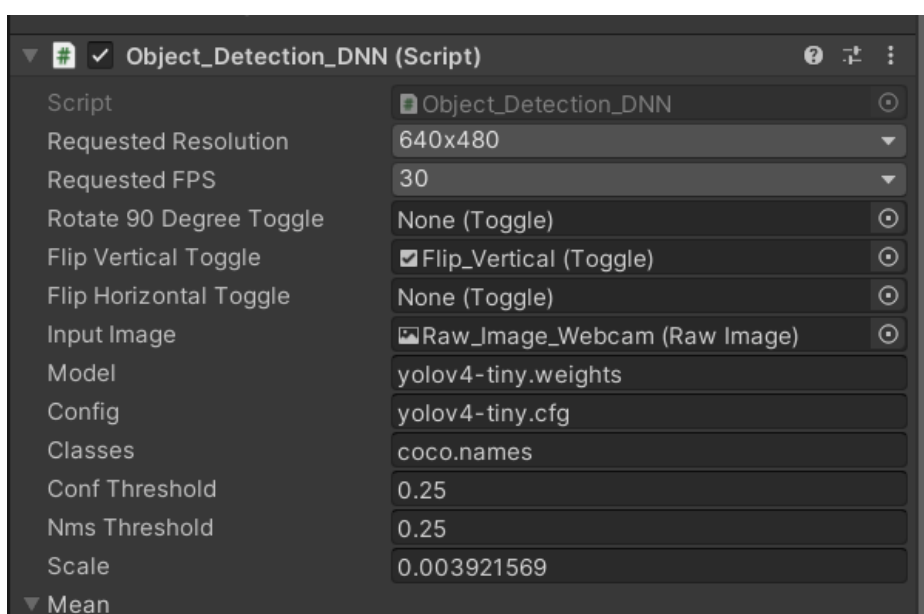 # Object_Detection_DNN (Script)
Script # Object_Detection_DNN
Requested Resolution 640x480
Requested FPS 30
Rotate 90 Degree Toggle None (Toggle)
Flip Vertical Toggle Flip_Vertical (Toggle)
Flip Horizontal Toggle None (Toggle)
Input Image Raw_Image_Webcam (Raw Image)
Model yolov4-tiny.weights
Config yolov4-tiny.cfg
Classes coco.names
Conf Threshold 0.25
Nms Threshold 0.25
Scale 0.003921569
Mean